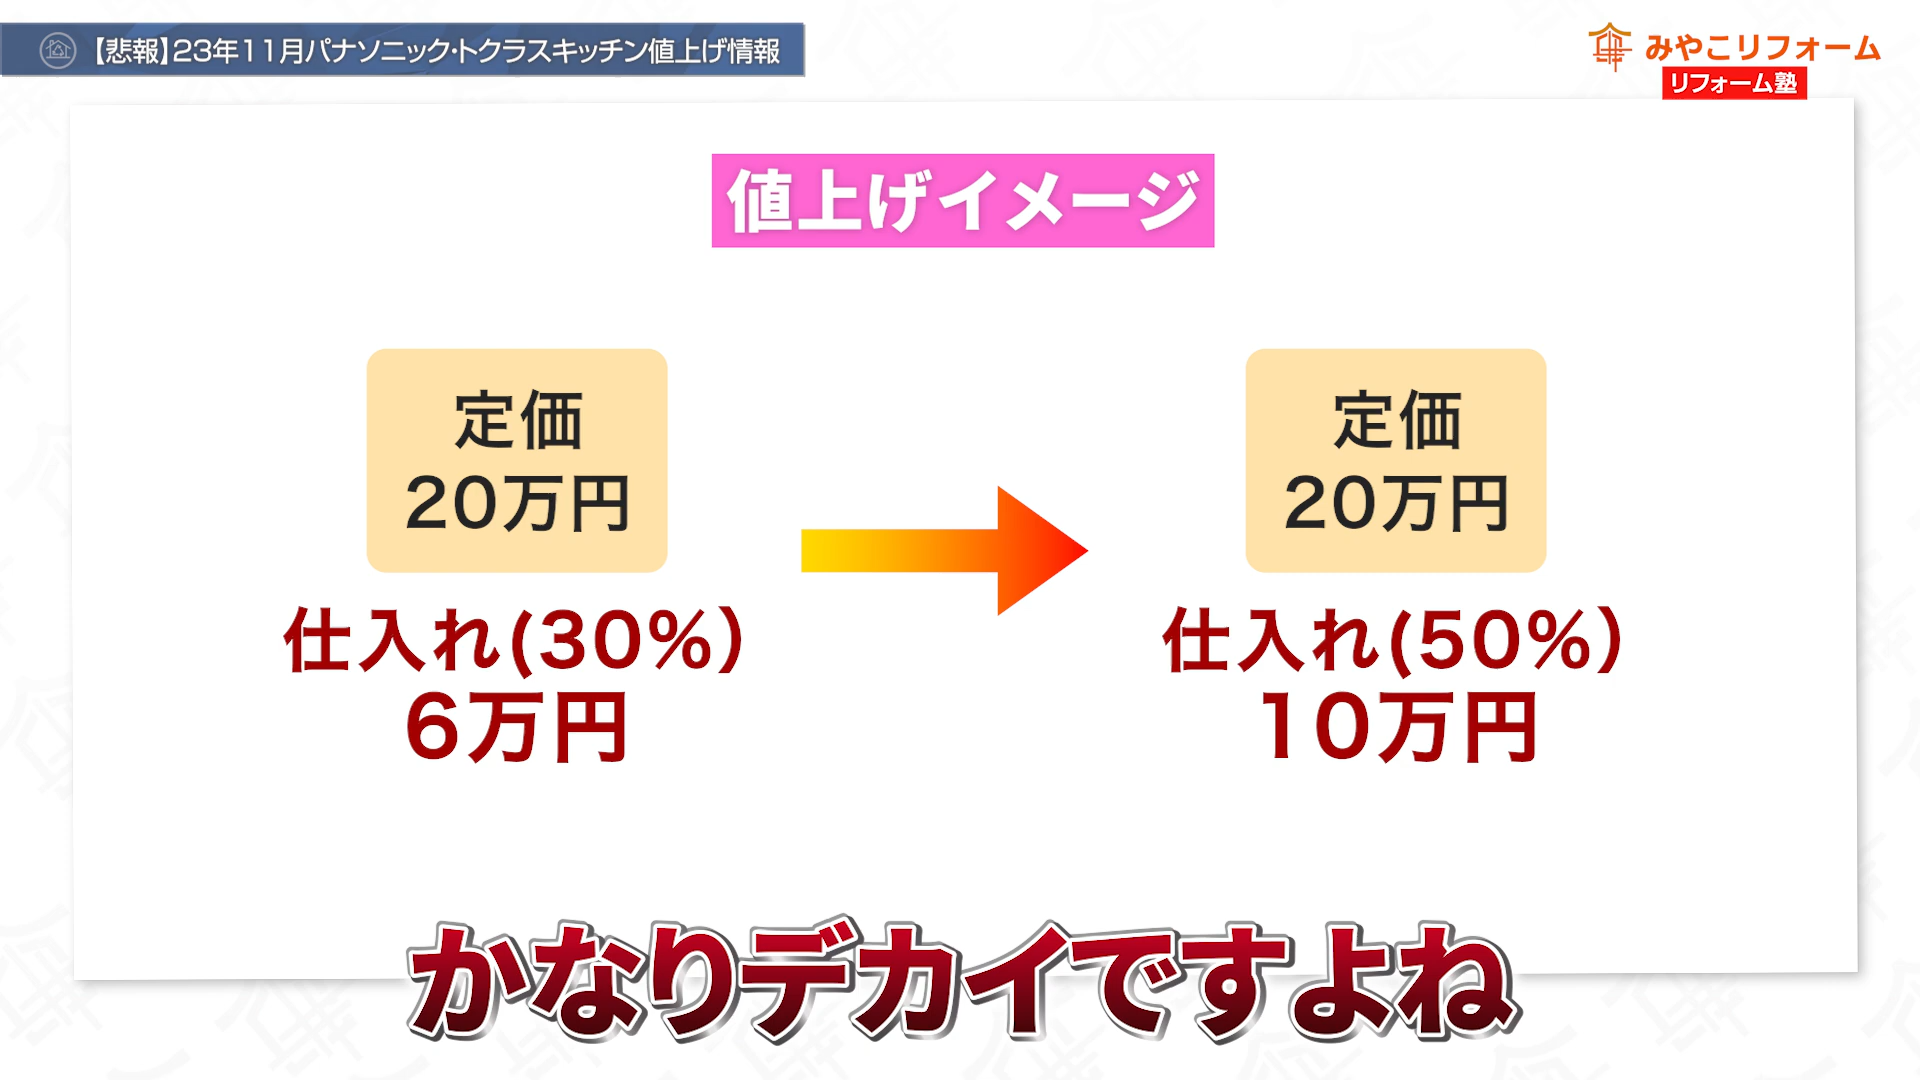 【悲報】23年11月パナソニック・トクラスキッチン値上げ情報
みやこリフォーム
リフォーム塾
値上げイメージ
定価
20万円
仕入れ(30%)
6万円
定価
20万円
仕入れ(50%)
10万円
かなりデカイですよね